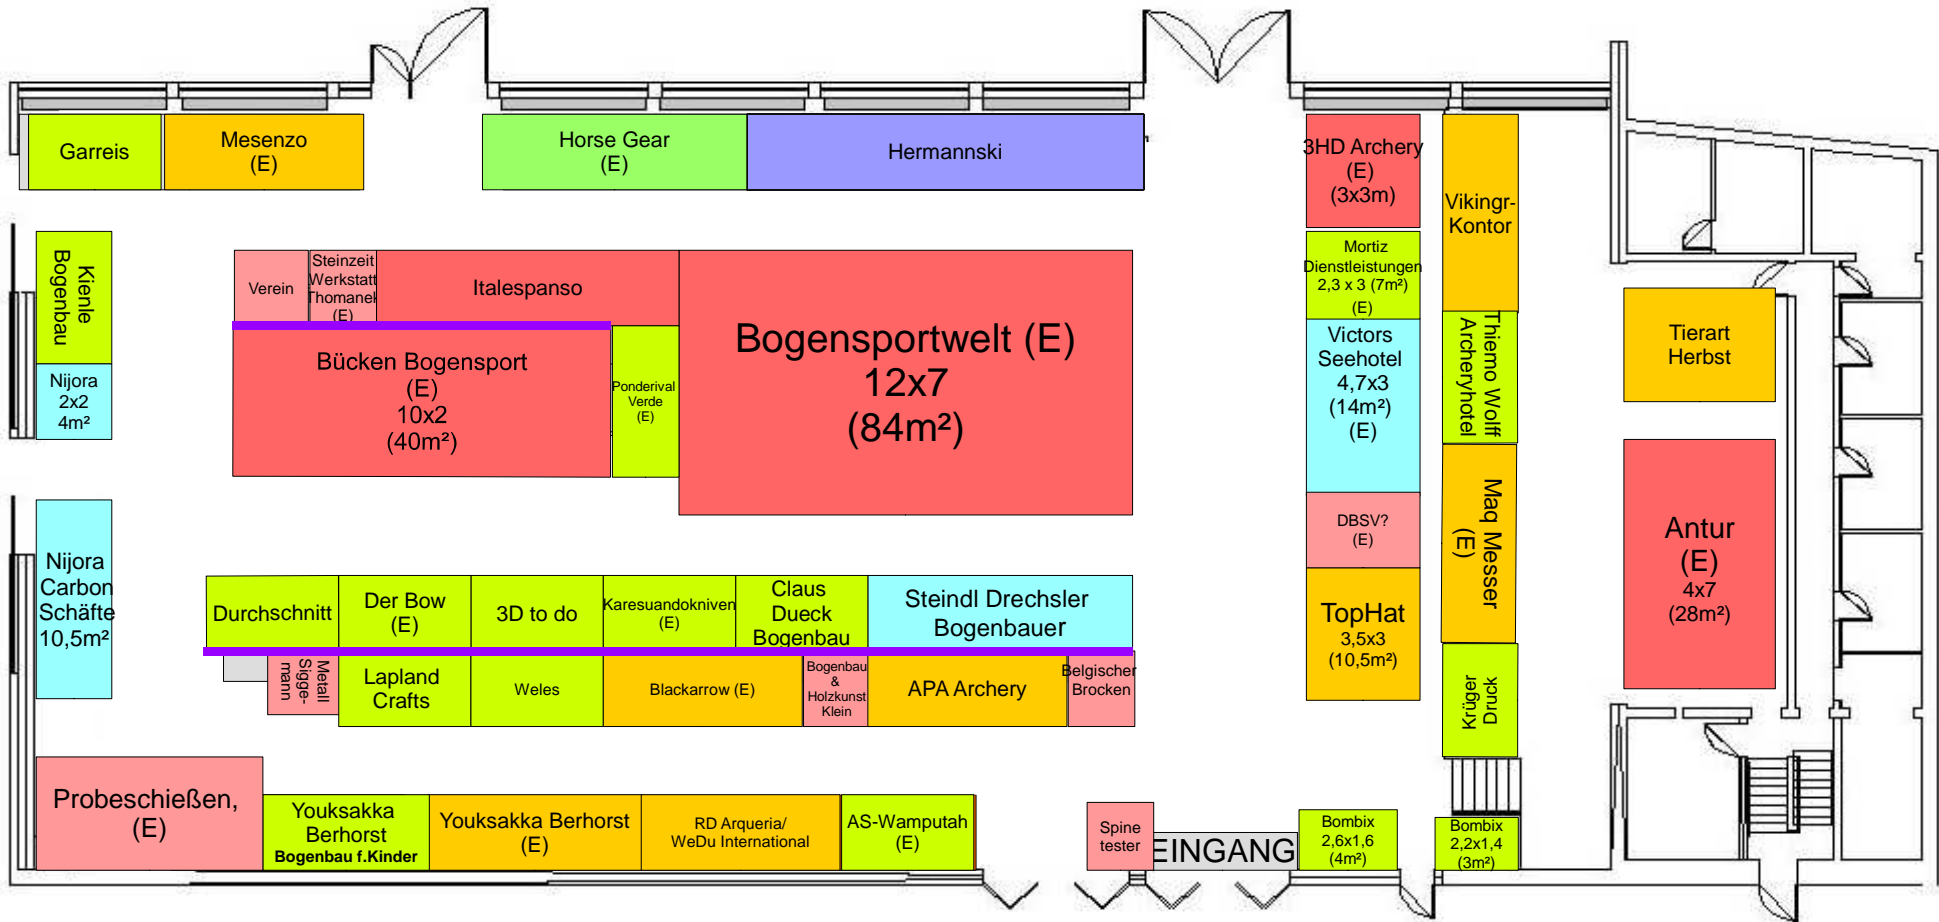 Garreis
Mesenzo
(E)
Horse Gear
(E)
Hermannski
3HD Archery
(E)
(3x3m)
Vikingr-
Kontor
Kienle
Bogenbau
Nijora
2x2
4m²
Verein
Steinzeit
Werkstatt
Thomanek
(E)
Italespanso
Bücken Bogensport
(E)
10x2
(40m²)
Ponderival
Verde
(E)
Bogensportwelt (E)
12x7
(84m²)
Mortiz
Dienstleistungen
2,3 x 3 (7m²)
(E)
Victors
Seehotel
4,7x3
(14m²)
(E)
Thiemo Wolff
Archeryhotel
Tierart
Herbst
DBSV?
(E)
Maq Messer
(E)
Antur
(E)
4x7
(28m²)
Nijora
Carbon
Schäfte
10,5m²
Durchschnitt
Der Bow
(E)
3D to do
Karesuandokniven
(E)
Claus
Dueck
Bogenbau
Steindl Drechsler
Bogenbauer
TopHat
3,5x3
(10,5m²)
Metall
Sigge-
mann
Lapland
Crafts
Weles
Blackarrow (E)
Bogenbau
&
Holzkunst
Klein
APA Archery
Belgischer
Brocken
Druck
Krüger
Probeschießen,
(E)
Youksakka
Berhorst
Bogenbau f.Kinder
Youksakka Berhorst
(E)
RD Arqueria/
WeDu International
AS-Wamputah
(E)
Spine
tester
EINGANG
Bombix
2,6x1,6
(4m²)
Bombix
2,2x1,4
(3m²)